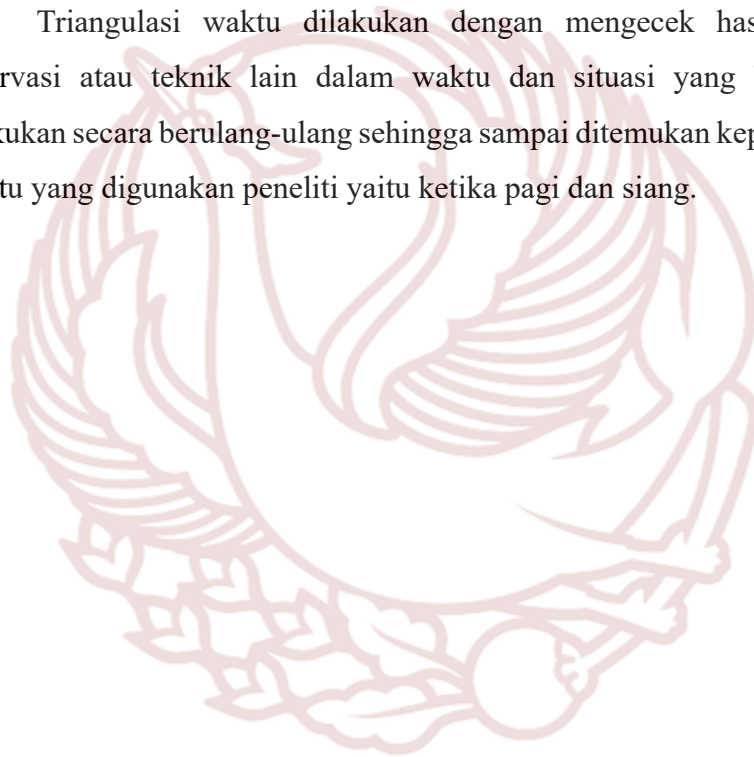 Triangulasi waktu dilakukan dengan mengecek has
rvasi atau teknik lain dalam waktu dan situasi yang
kukan secara berulang-ulang sehingga sampai ditemukan kep
tu yang digunakan peneliti yaitu ketika pagi dan siang.